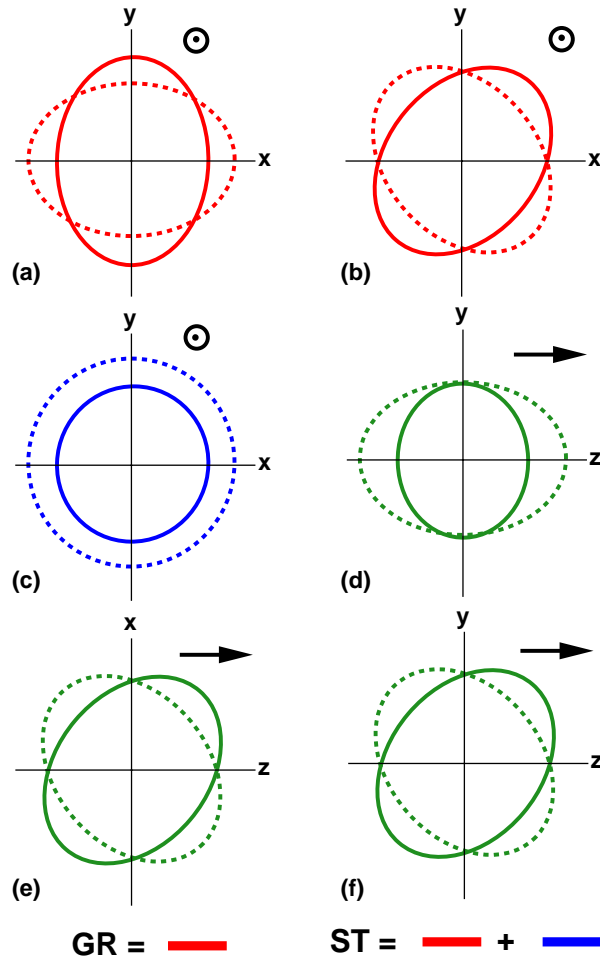 y y
x x
(a) (b)
y y
x z
(c) (d)
x y
z z
(e) (f)
GR = ST = +